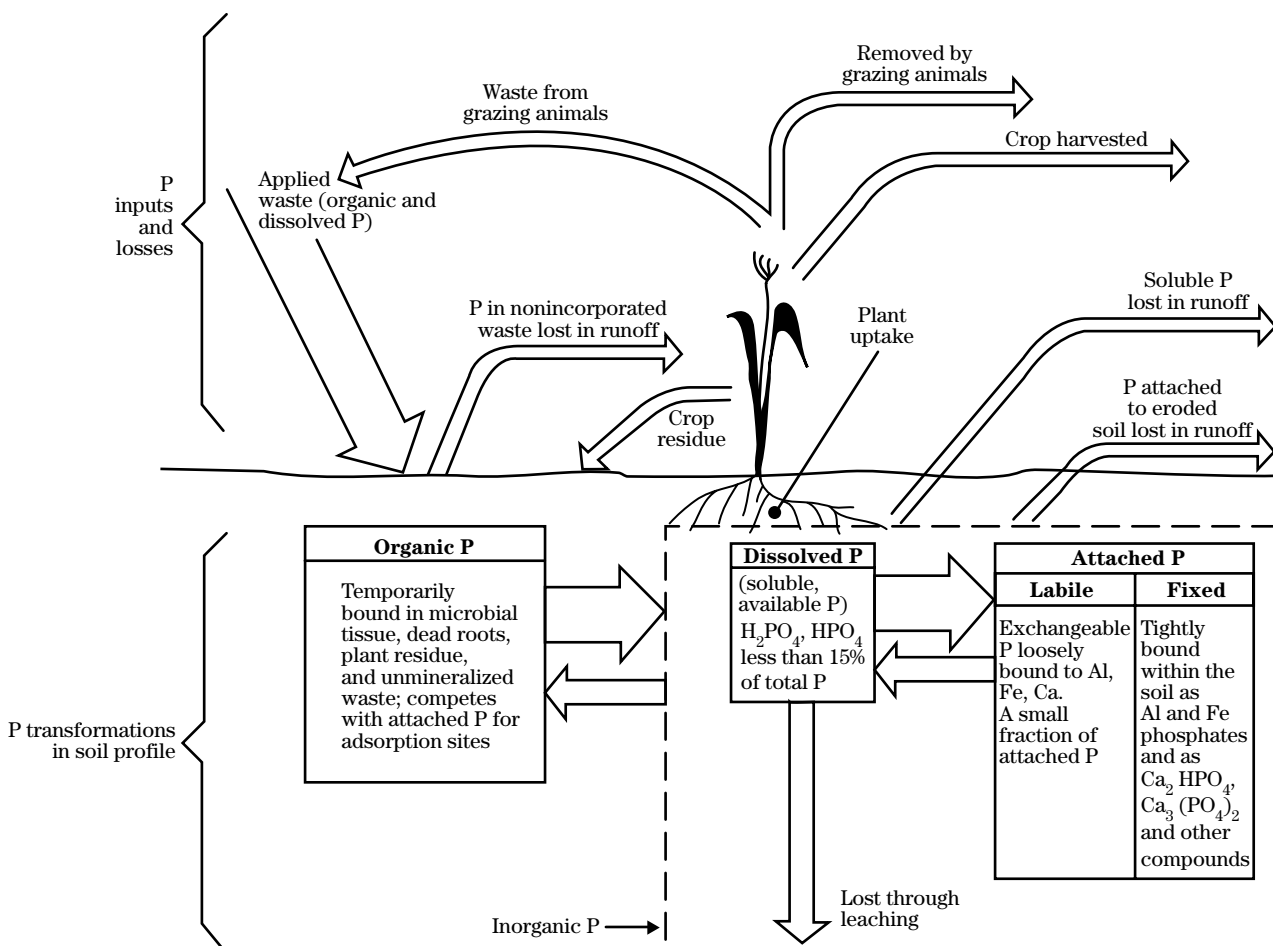 Removed by
grazing animals
Waste from
grazing animals
Crop harvested
P
inputs
and
losses
Applied
waste (organic and
dissolved P)
Soluble P
lost in runoff
P in nonincorporated
waste lost in runoff
Plant
uptake
P attached
to eroded
soil lost in runoff
Crop
residue
P transformations
in soil profile
Organic P
Temporarily
bound in microbial
tissue, dead roots,
plant residue,
and unmineralized
waste; competes
with attached P for
adsorption sites
Dissolved P
(soluble,
available P)
H₂PO₄, HPO₄
less than 15%
of total P
Attached P
Labile
Exchangeable
P loosely
bound to Al,
Fe, Ca.
A small
fraction of
attached P
Fixed
Tightly
bound
within the
soil as
Al and Fe
phosphates
and as
Ca₂ HPO₄,
Ca₃ (PO₄)₂
and other
compounds
Inorganic P
Lost through
leaching